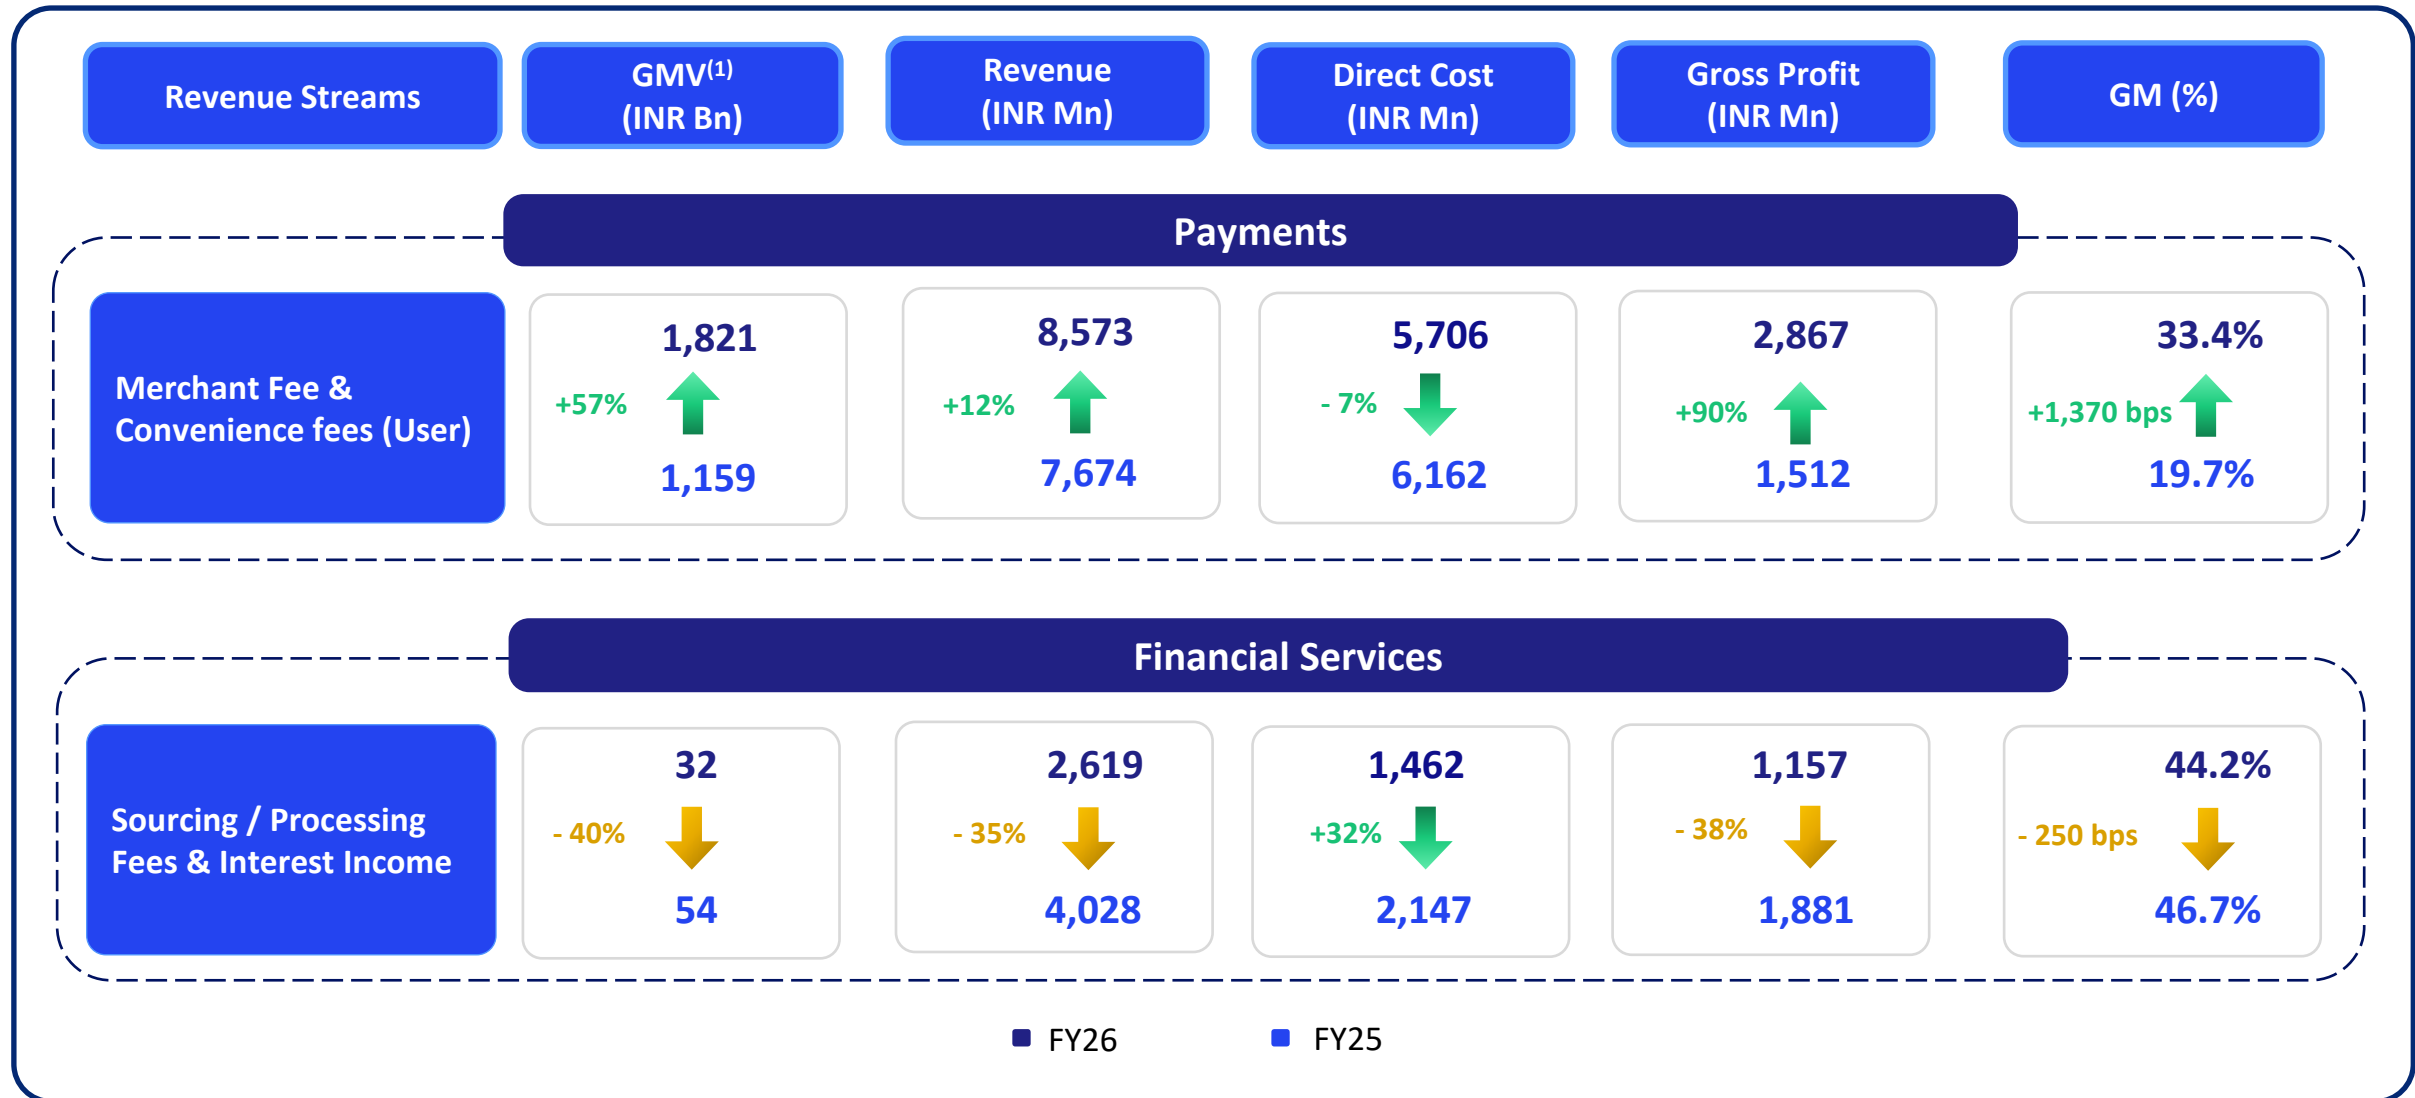 Revenue Streams
GMV(1)
(INR Bn)
Revenue
(INR Mn)
Direct Cost
(INR Mn)
Gross Profit
(INR Mn)
GM (%)
Payments
Merchant Fee &
Convenience fees (User)
1,821
+57%
1,159
8,573
+12%
7,674
5,706
- 7%
6,162
2,867
+90%
1,512
33.4%
+1,370 bps
19.7%
Financial Services
Sourcing / Processing
Fees & Interest Income
32
- 40%
54
2,619
- 35%
4,028
1,462
+32%
2,147
1,157
- 38%
1,881
44.2%
- 250 bps
46.7%
FY26
FY25